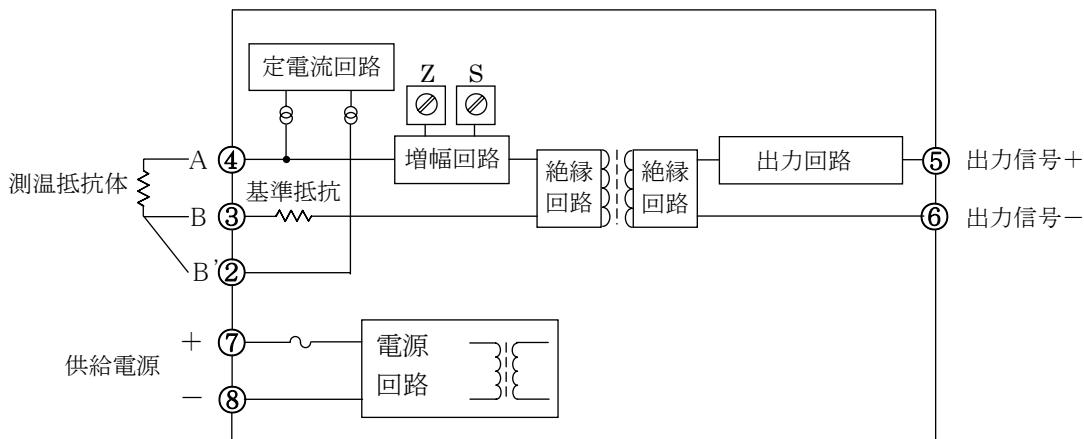 定電流回路
Z S
A ④ 増幅回路 絶縁回路 絶縁回路 出力回路 ⑤ 出力信号+
測温抵抗体 基準抵抗
B ③ ⑥ 出力信号-
B' ②
+ ⑦ 電源回路
供給電源
- ⑧